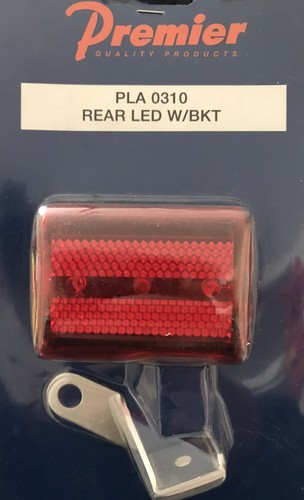 Premier
QUALITY PRODUCTS
PLA 0310
REAR LED W/BKT